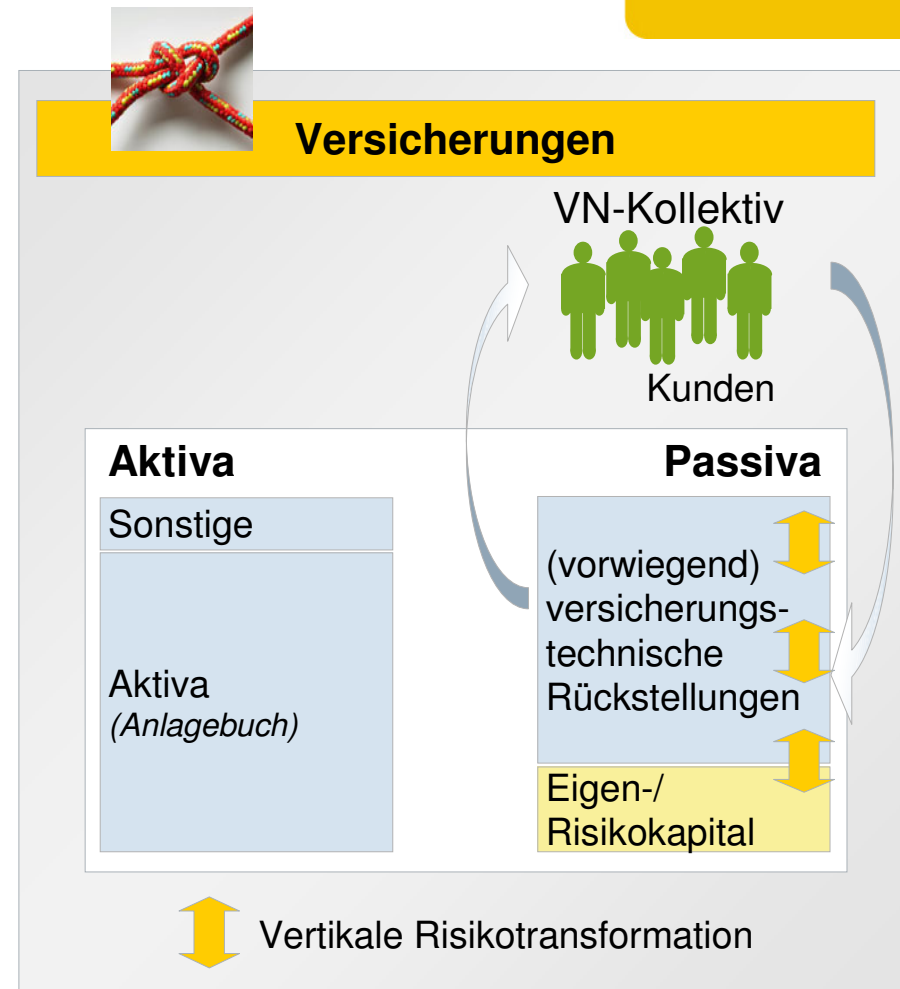 Versicherungen
VN-Kollektiv
Kunden
Aktiva
Passiva
Sonstige
Aktiva
(Anlagebuch)
(vorwiegend)
versicherungs-
technische
Rückstellungen
Eigen-/
Risikokapital
Vertikale Risikotransformation